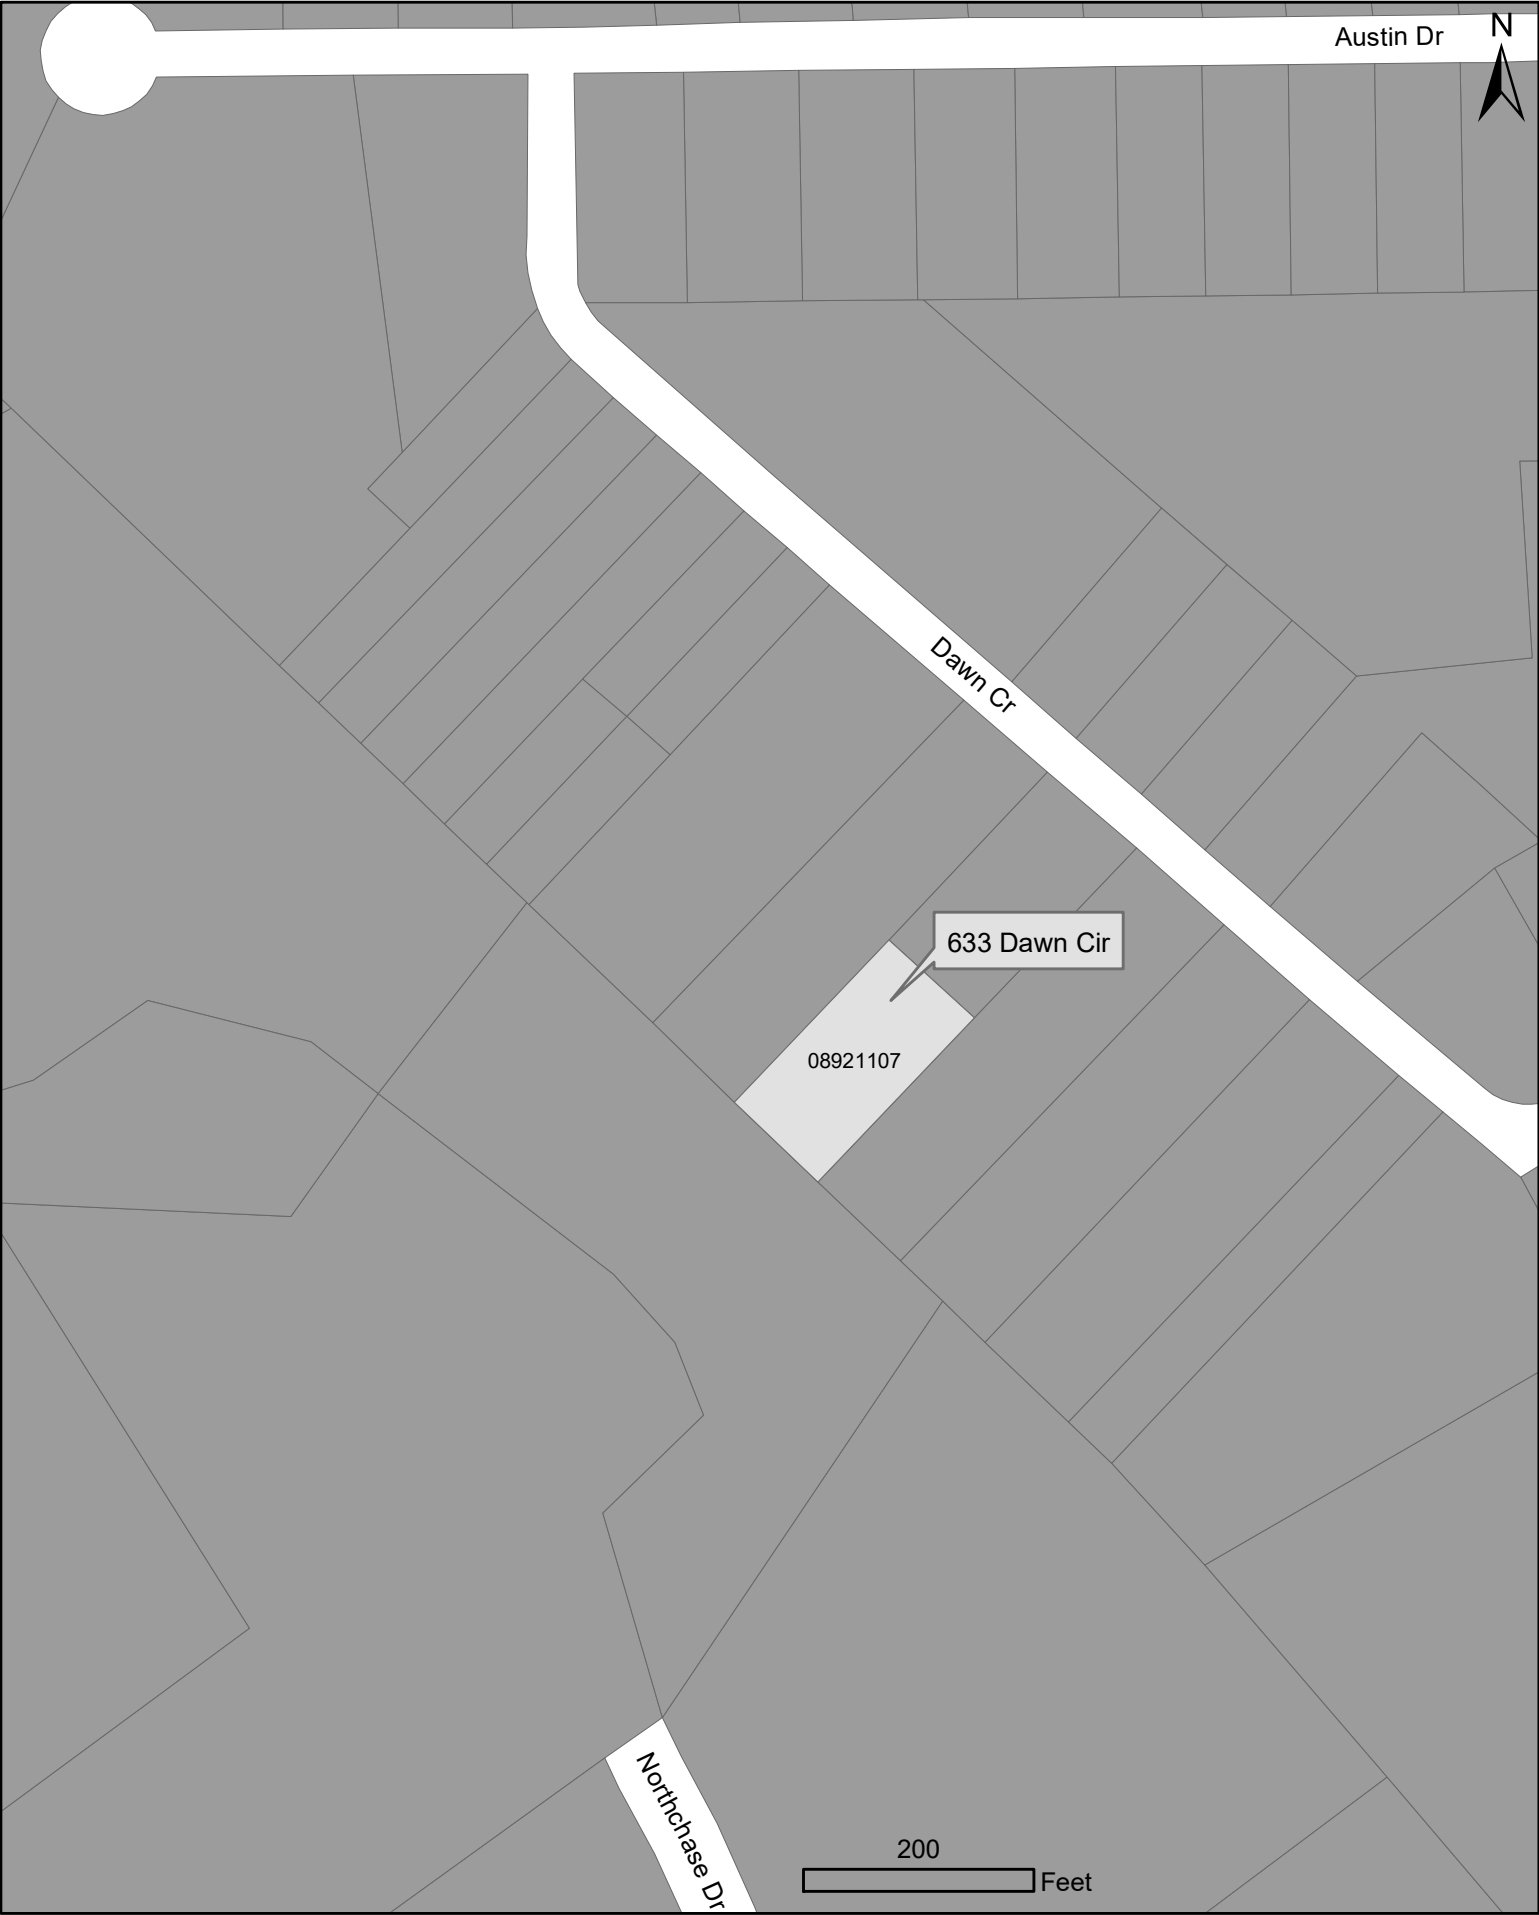 Austin Dr
N
Dawn Cr
633 Dawn Cir
08921107
Northchase Dr
200
Feet